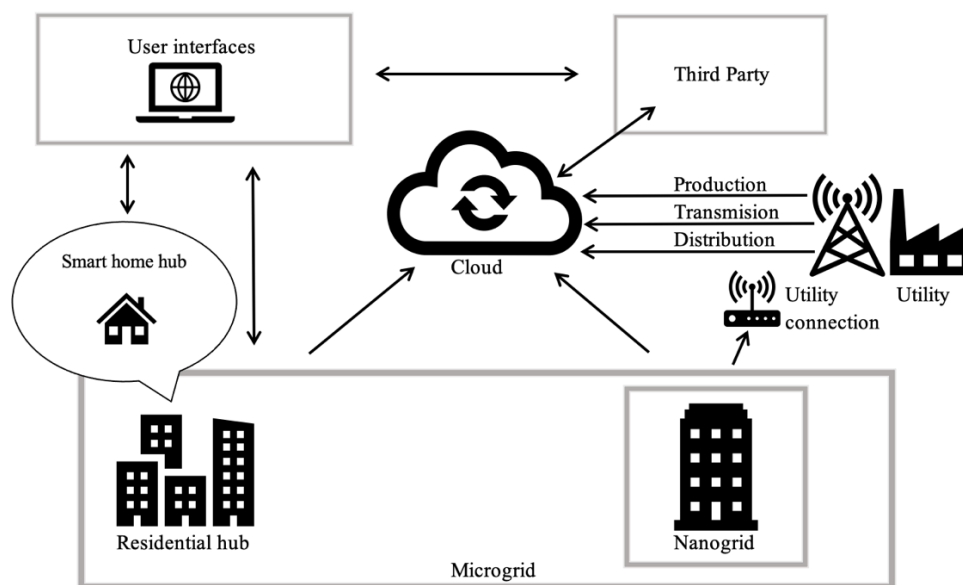 User interfaces
Third Party
Production
Transmision
Distribution
Cloud
Smart home hub
Utility
connection
Utility
Residential hub
Nanogrid
Microgrid